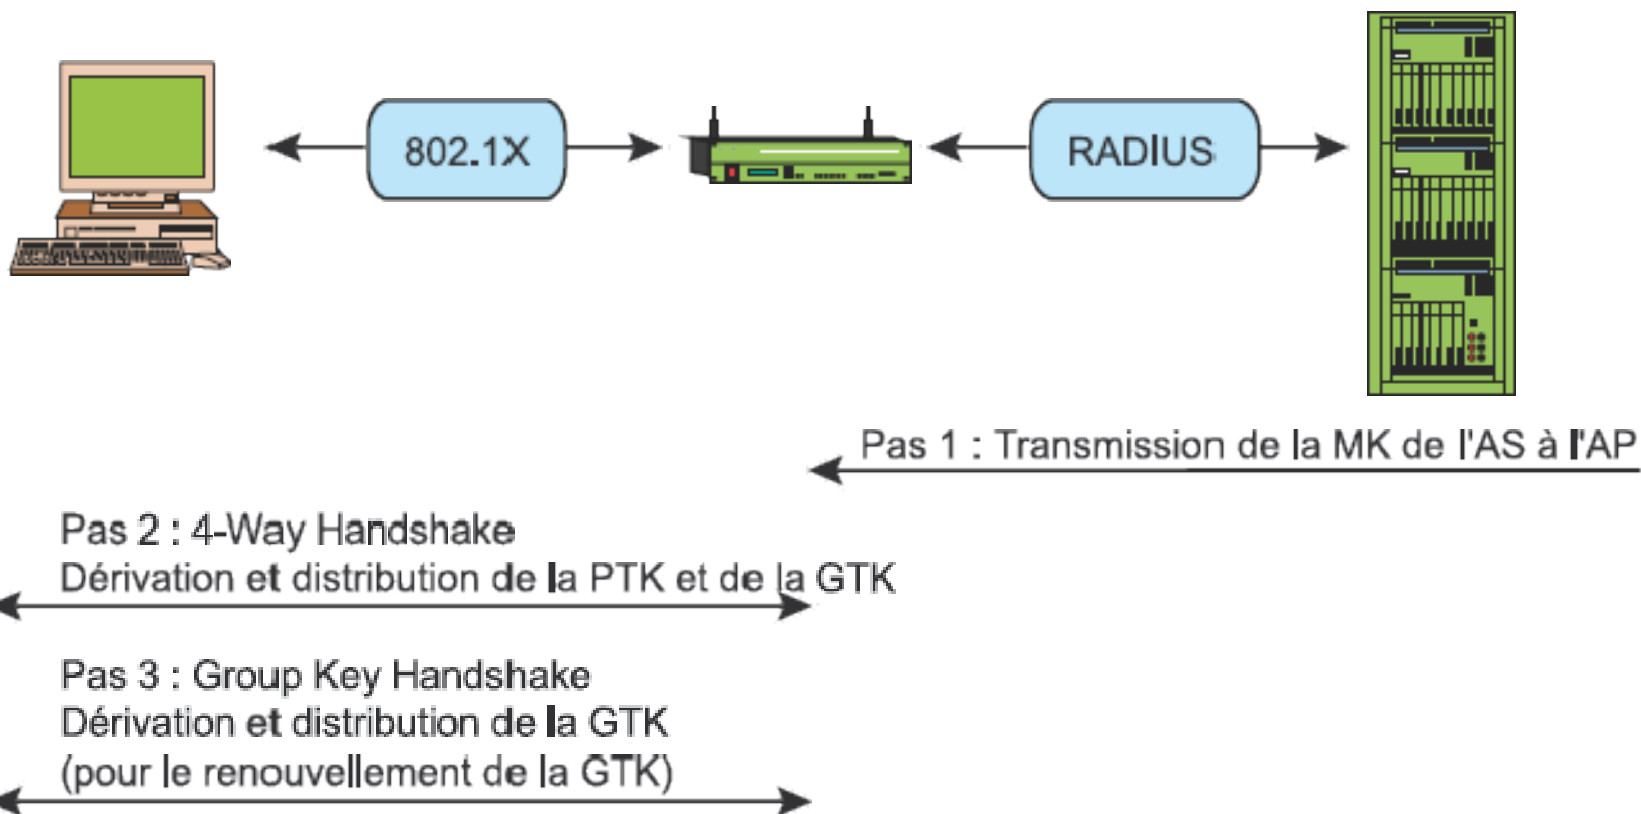 802.1X
RADIUS
Pas 1 : Transmission de la MK de l'AS à l'AP
Pas 2 : 4-Way Handshake
Dérivation et distribution de la PTK et de la GTK
Pas 3 : Group Key Handshake
Dérivation et distribution de la GTK
(pour le renouvellement de la GTK)